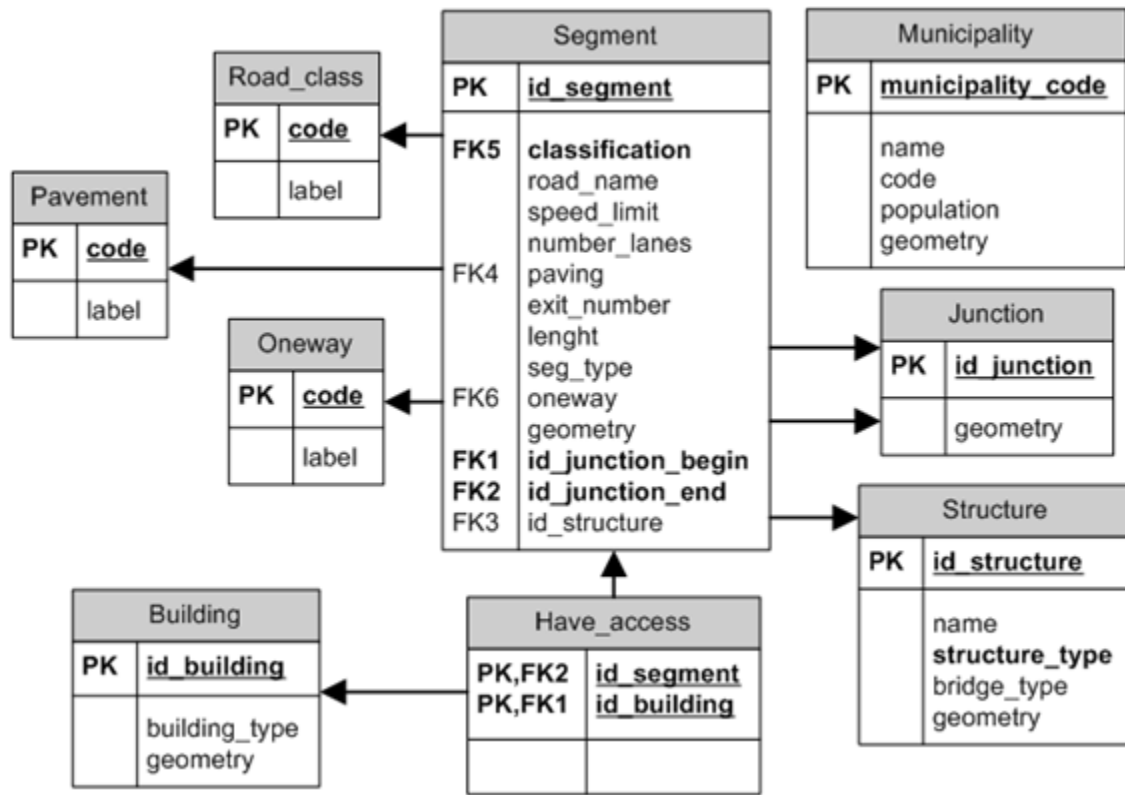 Segment
PK id_segment
FK5 classification
road_name
speed_limit
number_lanes
FK4 paving
exit_number
lenght
seg_type
FK6 oneway
geometry
FK1 id_junction_begin
FK2 id_junction_end
FK3 id_structure
Municipality
PK municipality_code
name
code
population
geometry
Road_class
PK code
label
Pavement
PK code
label
Oneway
PK code
label
Junction
PK id_junction
geometry
Structure
PK id_structure
name
structure_type
bridge_type
geometry
Building
PK id_building
building_type
geometry
Have_access
PK,FK2 id_segment
PK,FK1 id_building